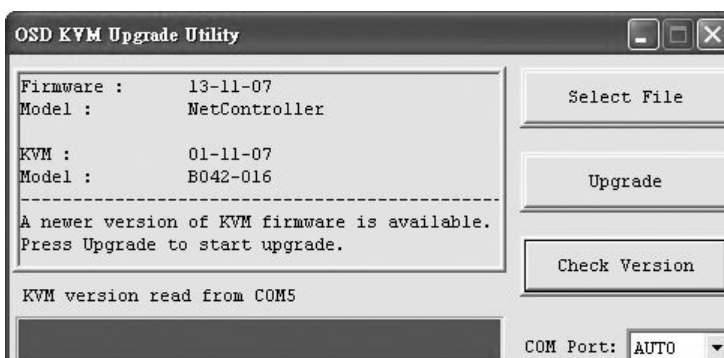 OSD KVM Upgrade Utility
Firmware : 13-11-07
Model : NetController
KVM : 01-11-07
Model : B042-016
A newer version of KVM firmware is available.
Press Upgrade to start upgrade.
KVM version read from COM5
Select File
Upgrade
Check Version
COM Port: AUTO